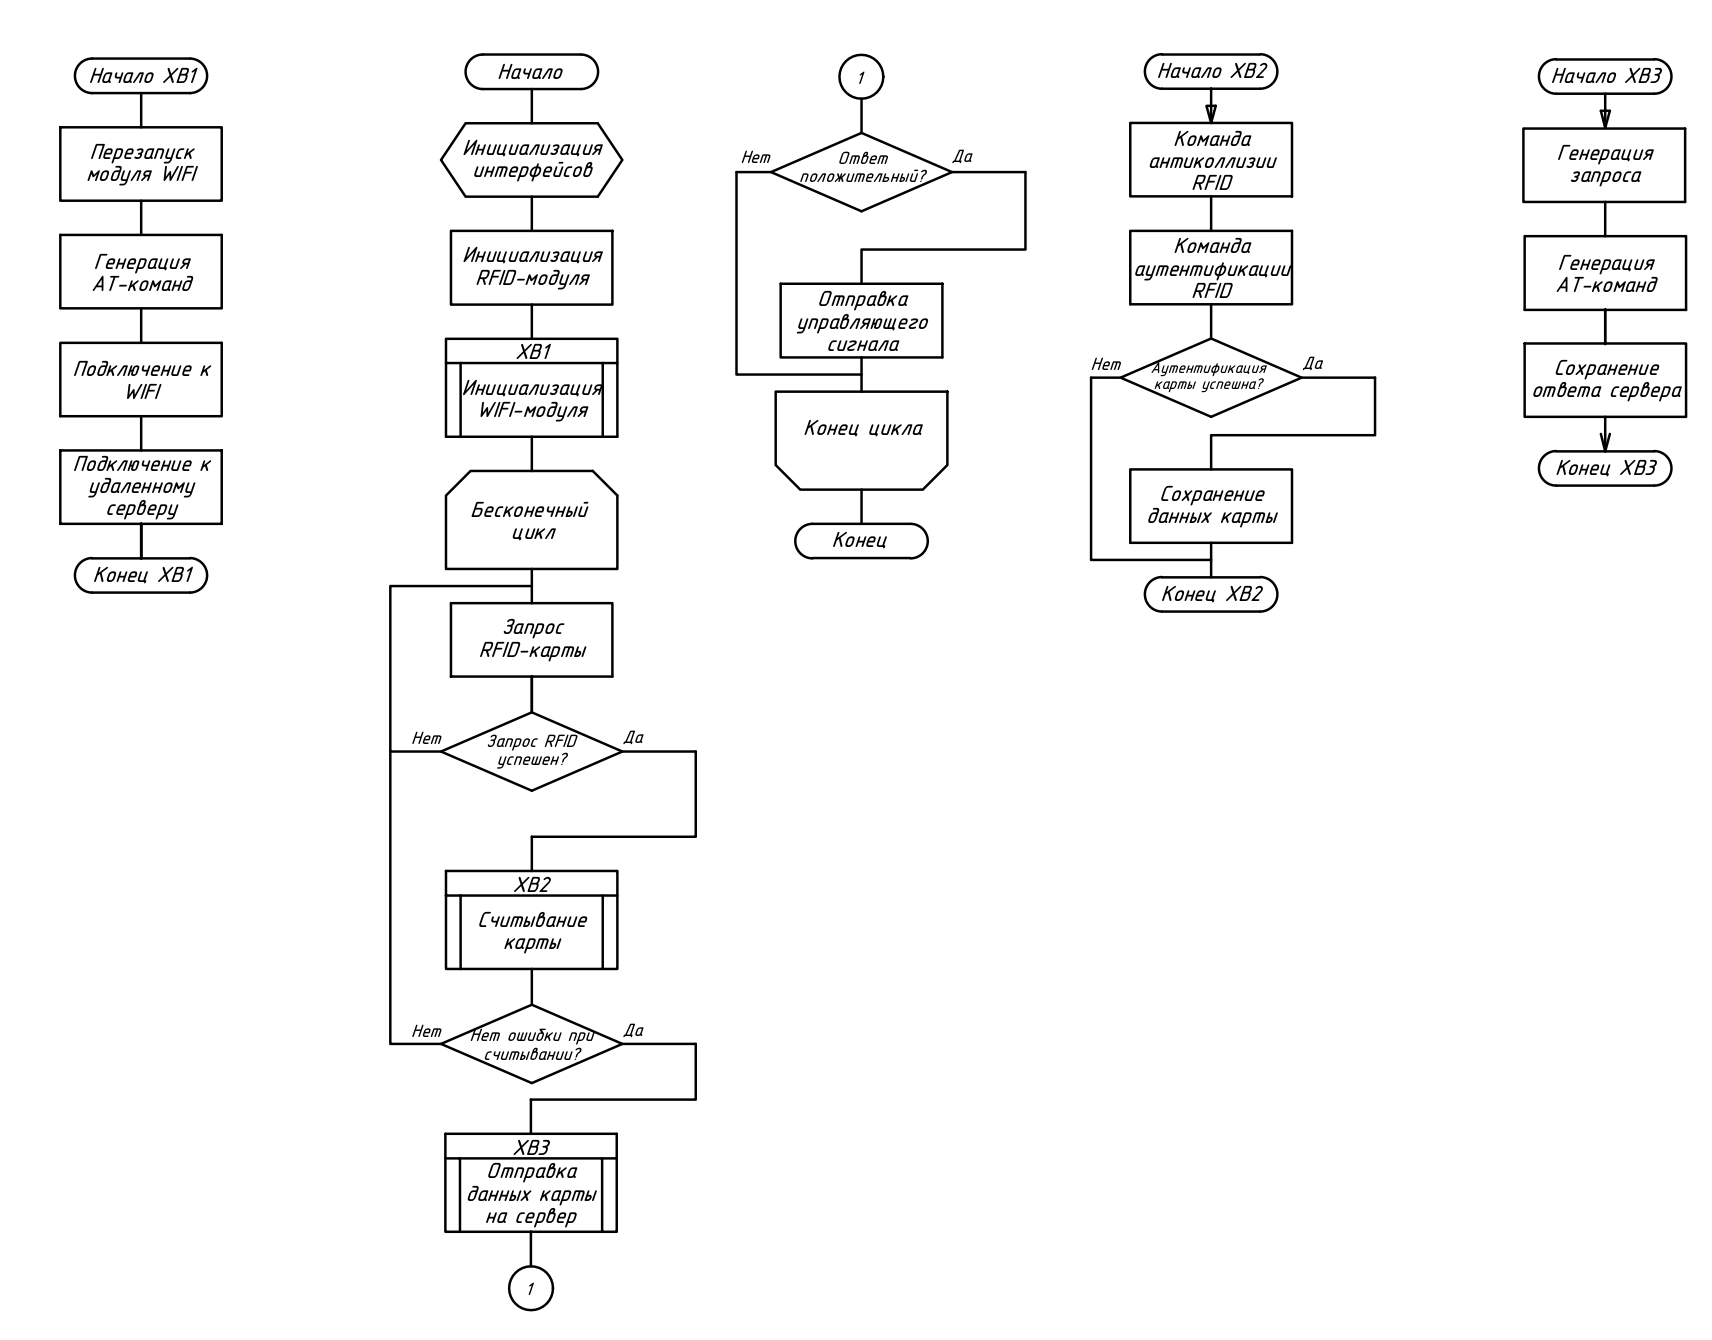 Начало ХВ1
Перезапуск
модуля WIFI
Генерация
АТ-команд
Подключение к
WIFI
Подключение к
удаленному
серверу
Конец ХВ1
Начало
Инициализация
интерфейсов
Инициализация
RFID-модуля
ХВ1
Инициализация
WIFI-модуля
Бесконечный
цикл
Запрос
RFID-карты
Нет
Запрос RFID
успешен?
Да
ХВ2
Считывание
карты
Нет
Нет ошибки при
считывании?
Да
ХВ3
Отправка
данных карты
на сервер
1
1
Нет
Ответ
положительный?
Да
Отправка
управляющего
сигнала
Конец цикла
Конец
Начало ХВ2
Команда
антиколлизии
RFID
Команда
аутентификации
RFID
Нет
Аутентификация
карты успешна?
Да
Сохранение
данных карты
Конец ХВ2
Начало ХВ3
Генерация
запроса
Генерация
АТ-команд
Сохранение
ответа сервера
Конец ХВ3